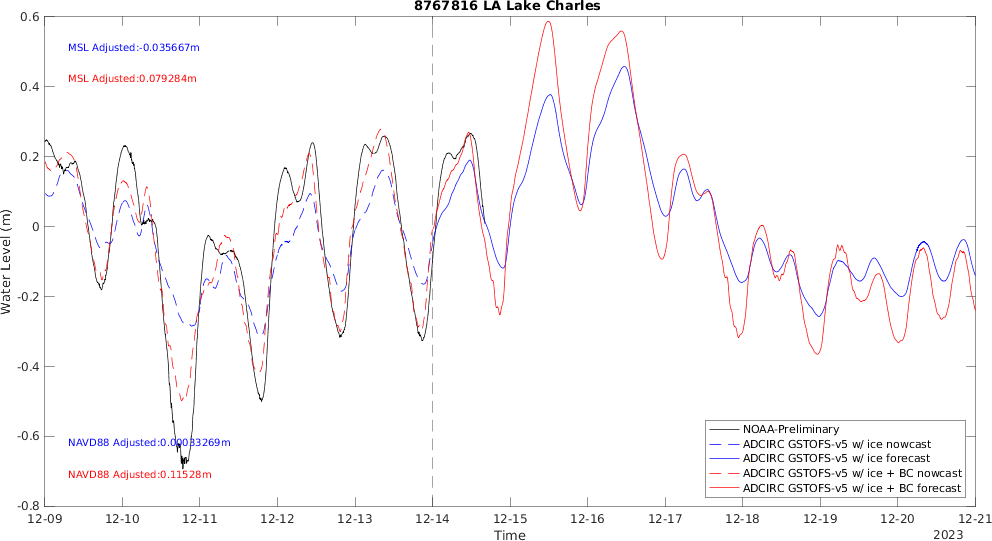 8767816 LA Lake Charles
MSL Adjusted:-0.035667m
MSL Adjusted:0.079284m
NAVD88 Adjusted:0.00033269m
NAVD88 Adjusted:0.11528m
Water Level (m)
0.6
0.4
0.2
0
-0.2
-0.4
-0.6
-0.8
NOAA-Preliminary
ADCIRC GSTOFS-v5 w/ ice nowcast
ADCIRC GSTOFS-v5 w/ ice forecast
ADCIRC GSTOFS-v5 w/ ice + BC nowcast
ADCIRC GSTOFS-v5 w/ ice + BC forecast
12-09 12-10 12-11 12-12 12-13 12-14 12-15 12-16 12-17 12-18 12-19 12-20 12-21
Time
2023